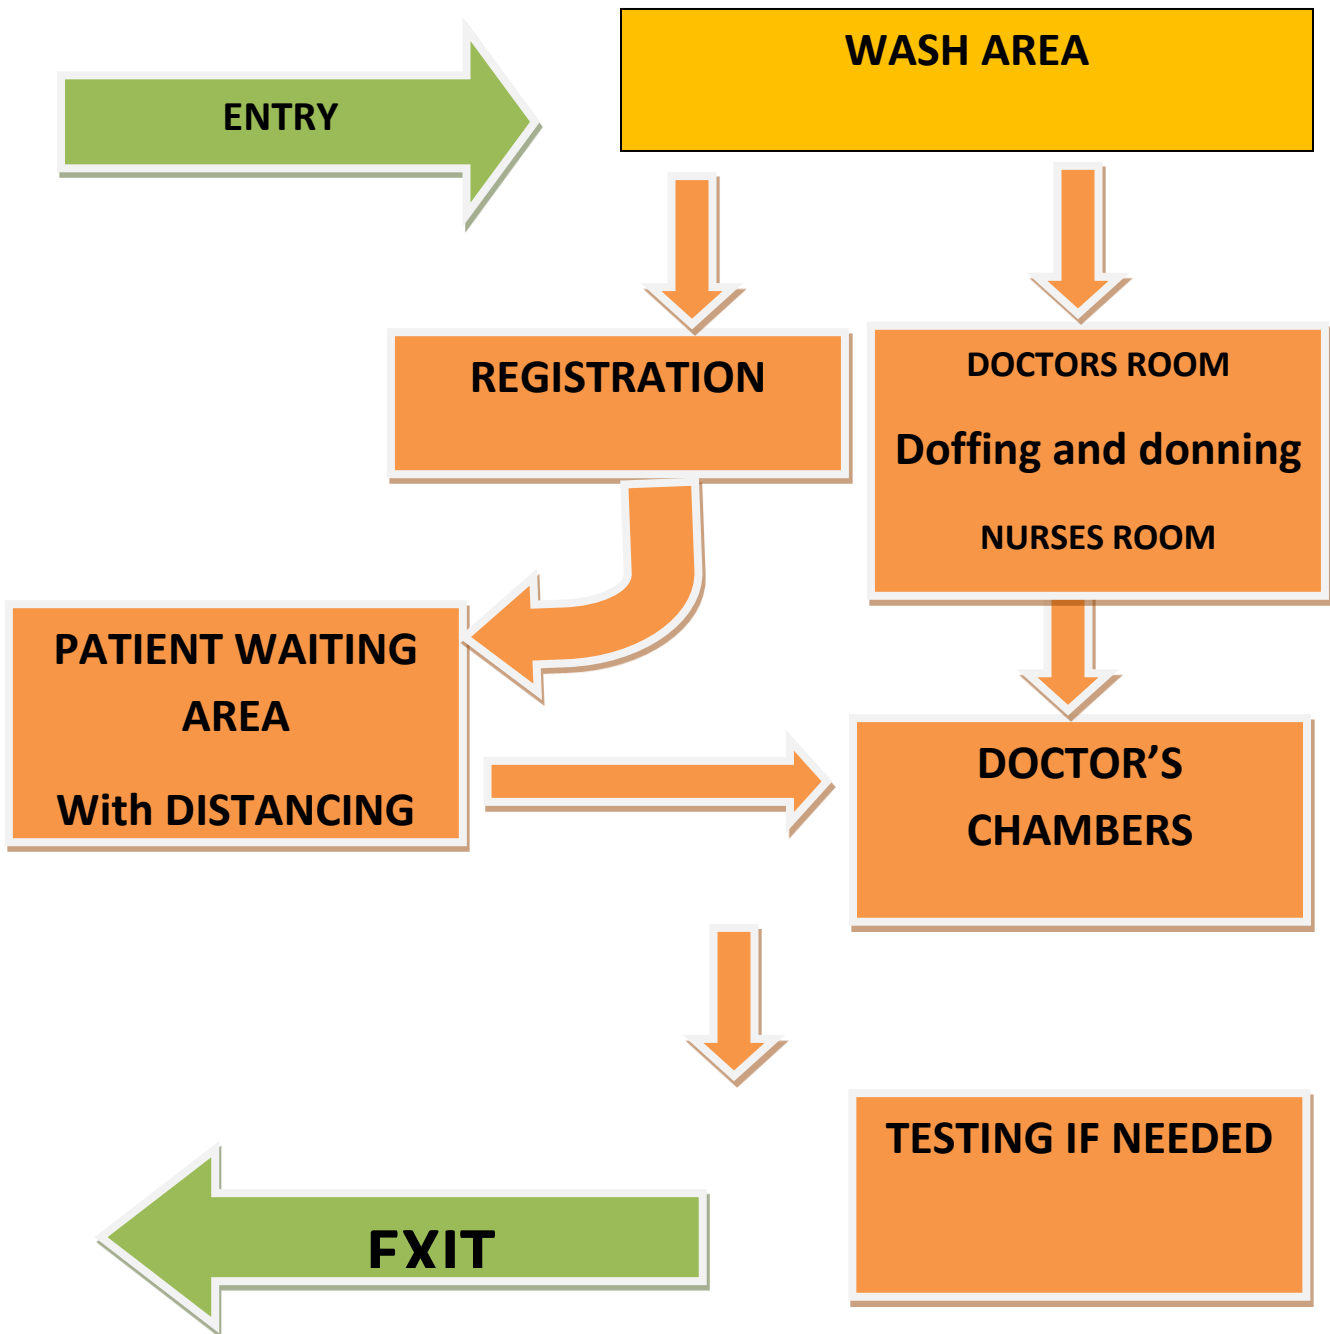 ENTRY
WASH AREA
REGISTRATION
DOCTORS ROOM
Doffing and donning
NURSES ROOM
PATIENT WAITING
AREA
With DISTANCING
DOCTOR’S
CHAMBERS
TESTING IF NEEDED
EXIT